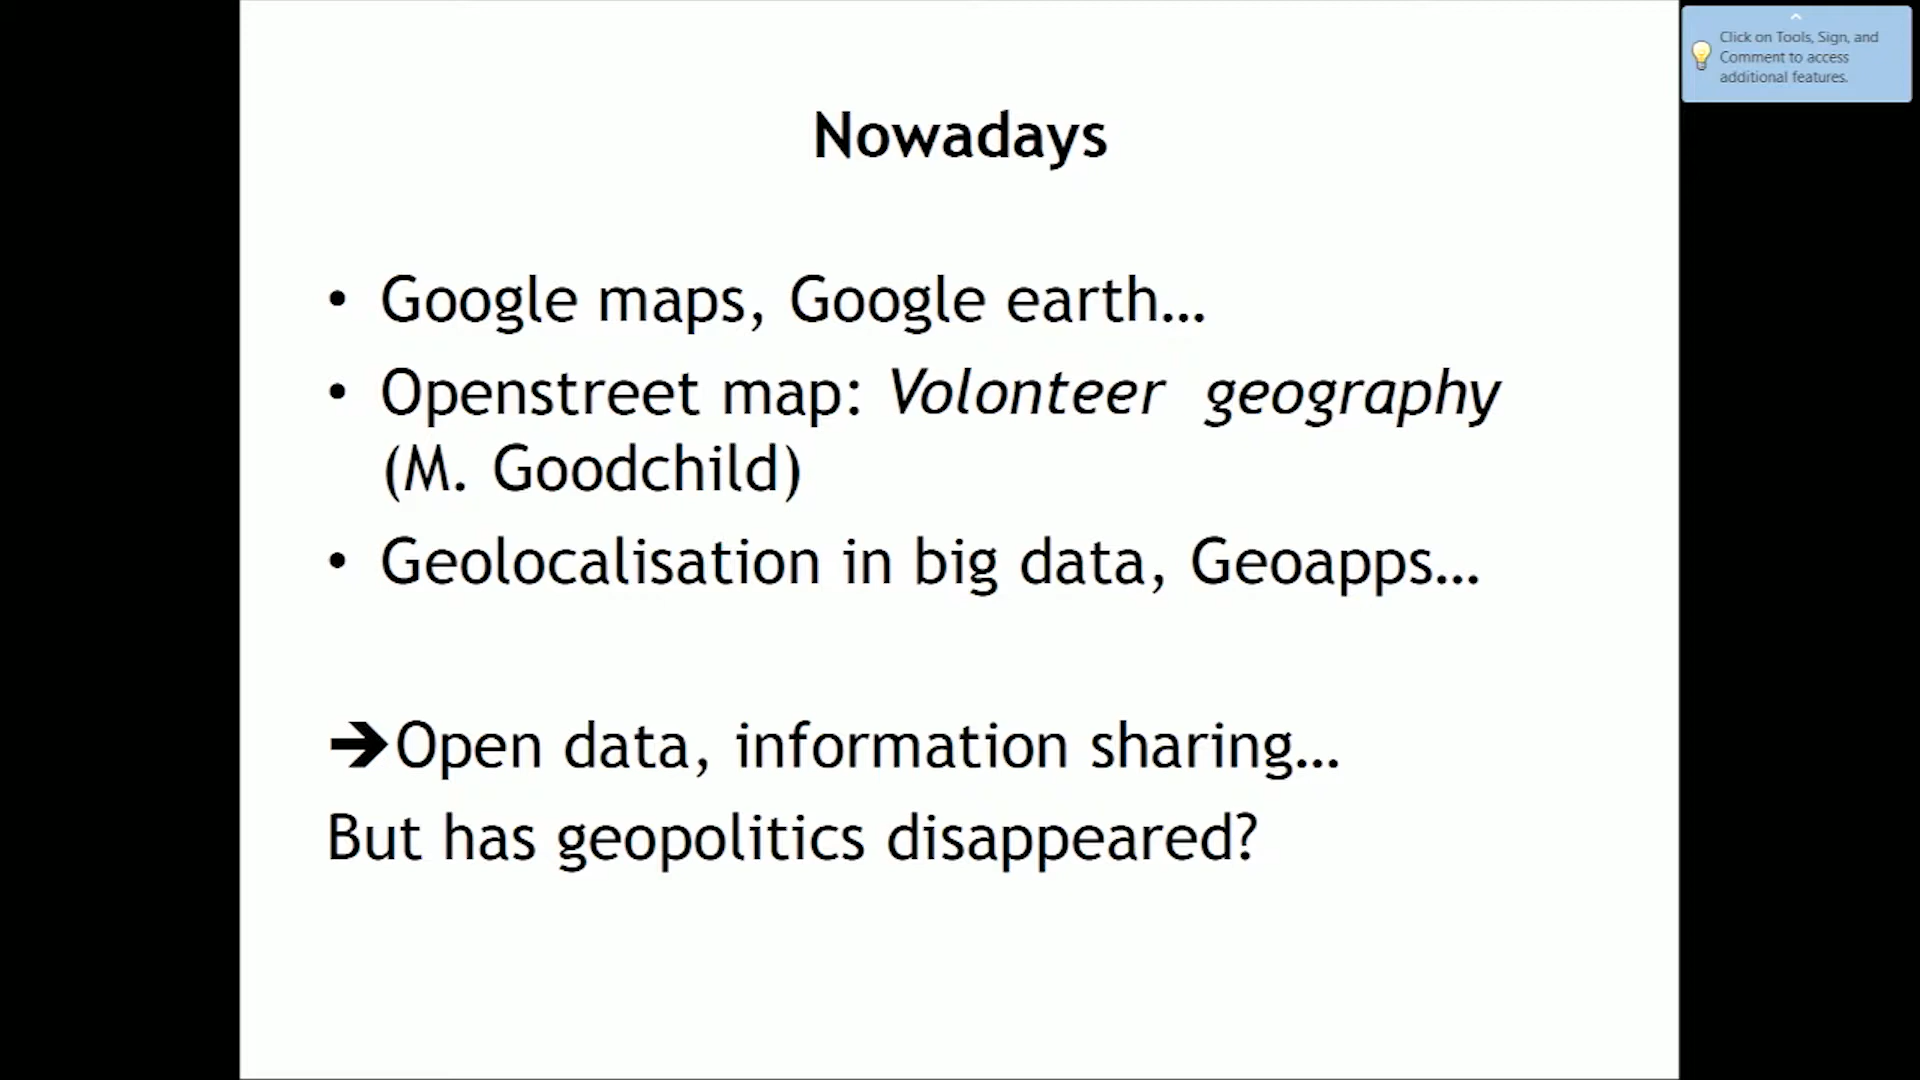 Nowadays
• Google maps, Google earth…
• Openstreet map: Volonteer geography
(M. Goodchild)
• Geolocalisation in big data, Geoapps…
➔Open data, information sharing…
But has geopolitics disappeared?
Click on Tools, Sign, and
Comment to access
additional features.